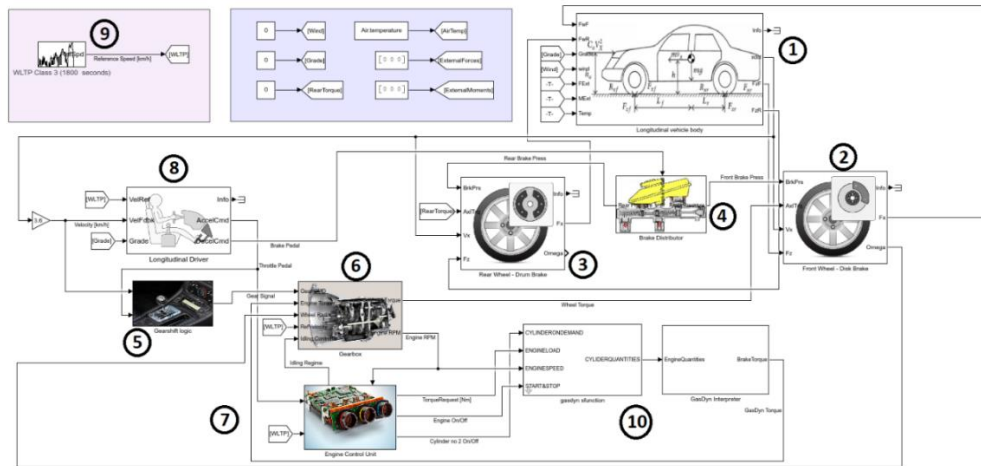 9
Reference Speed [km/h]
[WLTP]
WLTP Class 3 (1800 seconds)
0
[Wind]
Air.temperature
[AirTemp]
0
[Grade]
[0 0 0]
[ExternalForces]
0
[RearTorque]
[0 0 0]
[ExternalMoments]
FwF
FwR
Grade
[Grade]
[Wind]
wind
-T-
FExt
-T-
MExt
-T-
Temp
Info
xdot
FzF
FzR
h
mg
Longitudinal vehicle body
1
8
[WLTP]
VelRef
VelFdbk
Grade
Info
AccelCmd
DecelCmd
3.6
Velocity [km/h]
[Grade]
Longitudinal Driver
Brake Pedal
Throttle Pedal
Rear Brake Press
BrkPrs
AxlTrq
Vx
Fz
Info
Fx
Omega
[RearTorque]
Rear Wheel - Drum Brake
3
Brake Distributor
4
Front Brake Press
2
BrkPrs
AxlTrq
Vx
Fz
Info
Fx
Omega
Front Wheel - Disk Brake
Gearshift logic
5
Gear Signal
6
Engine Speed
[WLTP]
Gearbox
Wheel Torque
Engine RPM
Idling Regime
7
[WLTP]
Engine Control Unit
TorqueRequest [Nm]
Engine On/Off
Cylinder no.2 On/Off
CYLINDERONDEMAND
ENGINELOAD
ENGINESPEED
START&STOP
CYLIDERQUANTITIES
gasdyn sfunction
10
EngineQuantities
BrakeTorque
GasDyn Interpreter
GasDyn Torque